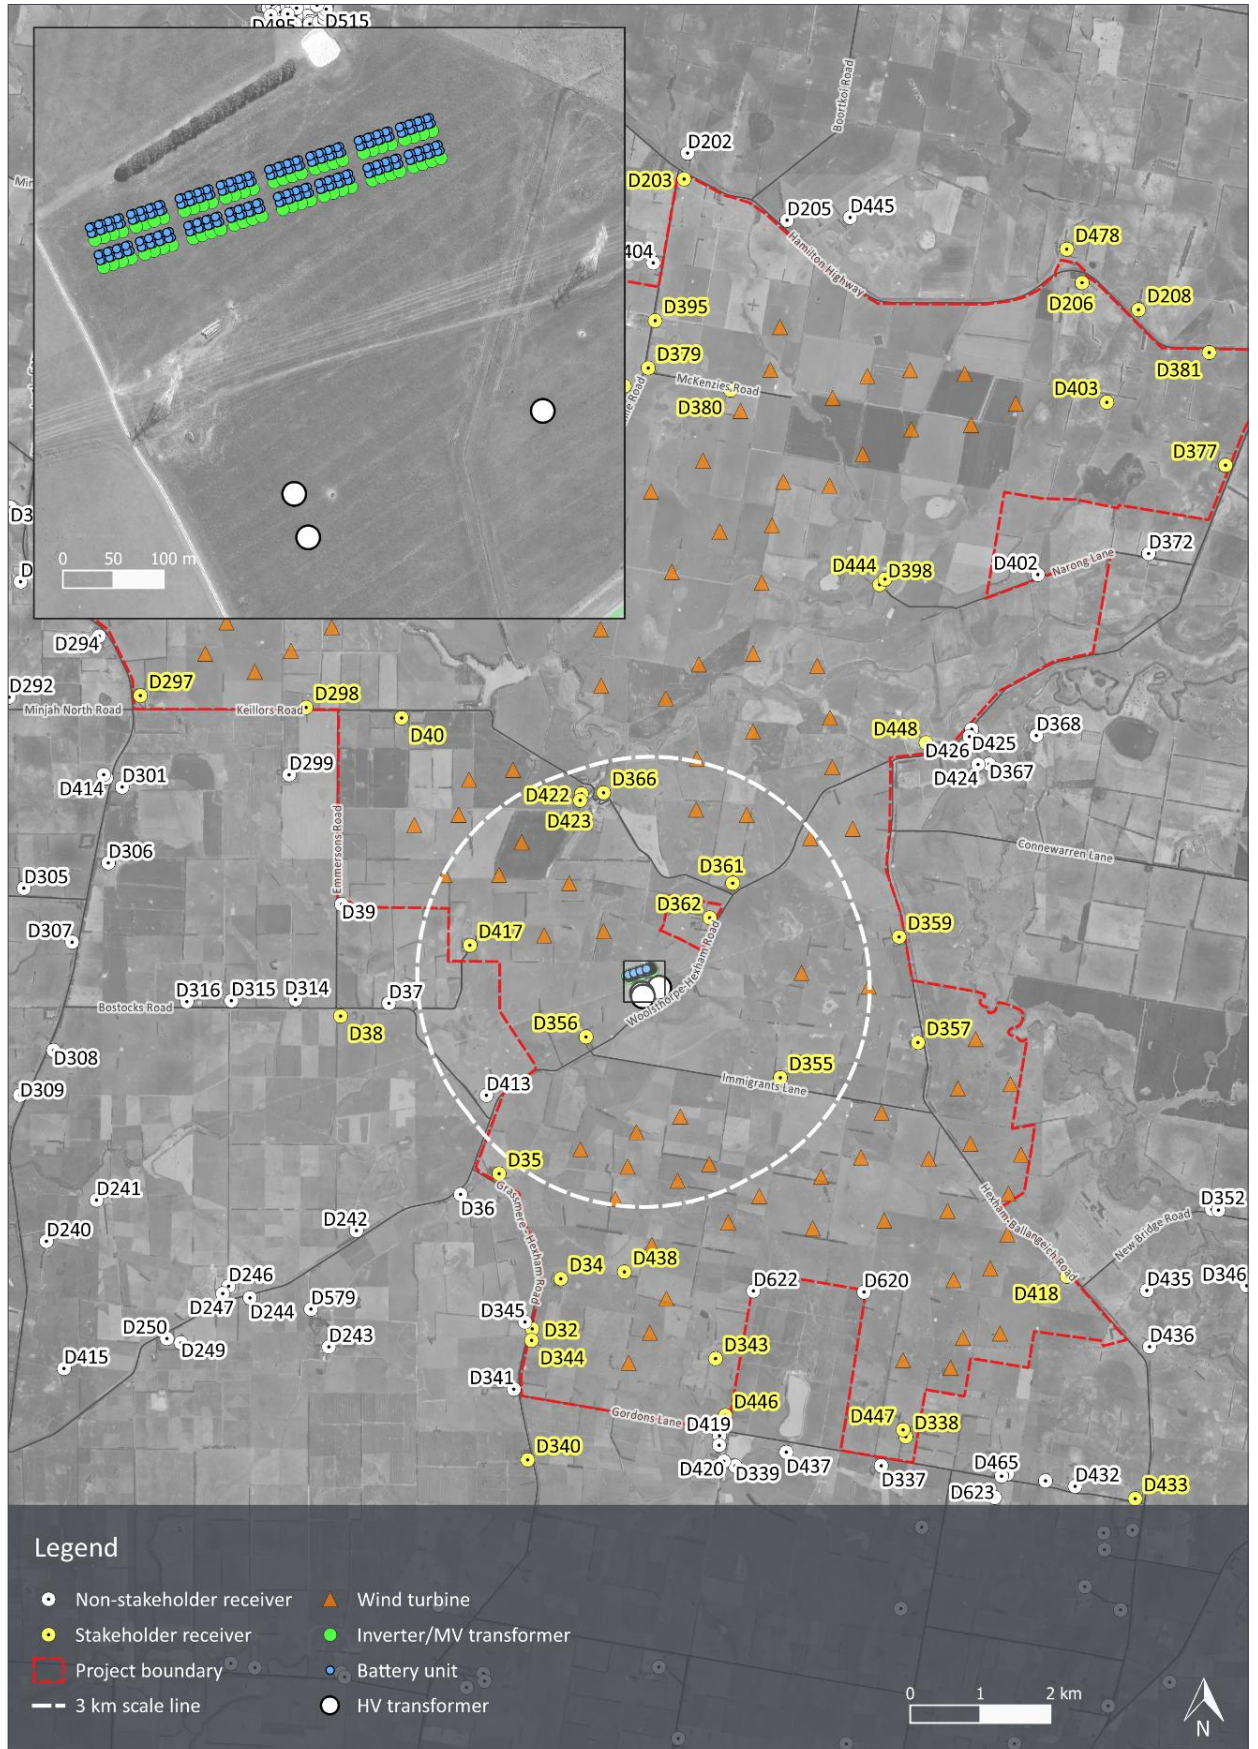 D495
D515
Boortkoi Road
D202
D203
D205
D445
Hamilton Highway
404
D478
D206
D208
D395
D379
D381
McKenzies Road
D380
D403
D377
D3
D
D444
D398
D402
Narong Lane
D372
0 50 100 m
D294
D292
D297
Minjah North Road
Keillors Road
D298
D40
D448
D426
D425
D368
D424
D367
D299
D414
D301
D422
D366
D423
Emmersons Road
Connewarren Lane
D306
D305
D361
D39
D362
D307
D417
D359
Woolsthorpe-Hexham Road
D316
D315
D314
D37
Bostocks Road
D38
D356
D357
D308
D355
Immigrants Lane
D309
D413
D35
D241
D36
Grassmere - Hexham Road
Hexham-Ballangeich Road
New Bridge Road
D352
D240
D242
D34
D438
D246
D247
D244
D579
D622
D620
D418
D435
D346
D345
D250
D249
D243
D32
D344
D343
D436
D415
D341
Gordons Lane
D446
D419
D447
D338
D340
D420
D339
D437
D337
D465
D432
D623
D433
Legend
Non-stakeholder receiver
Wind turbine
Stakeholder receiver
Inverter/MV transformer
Project boundary
Battery unit
3 km scale line
HV transformer
0 1 2 km
N